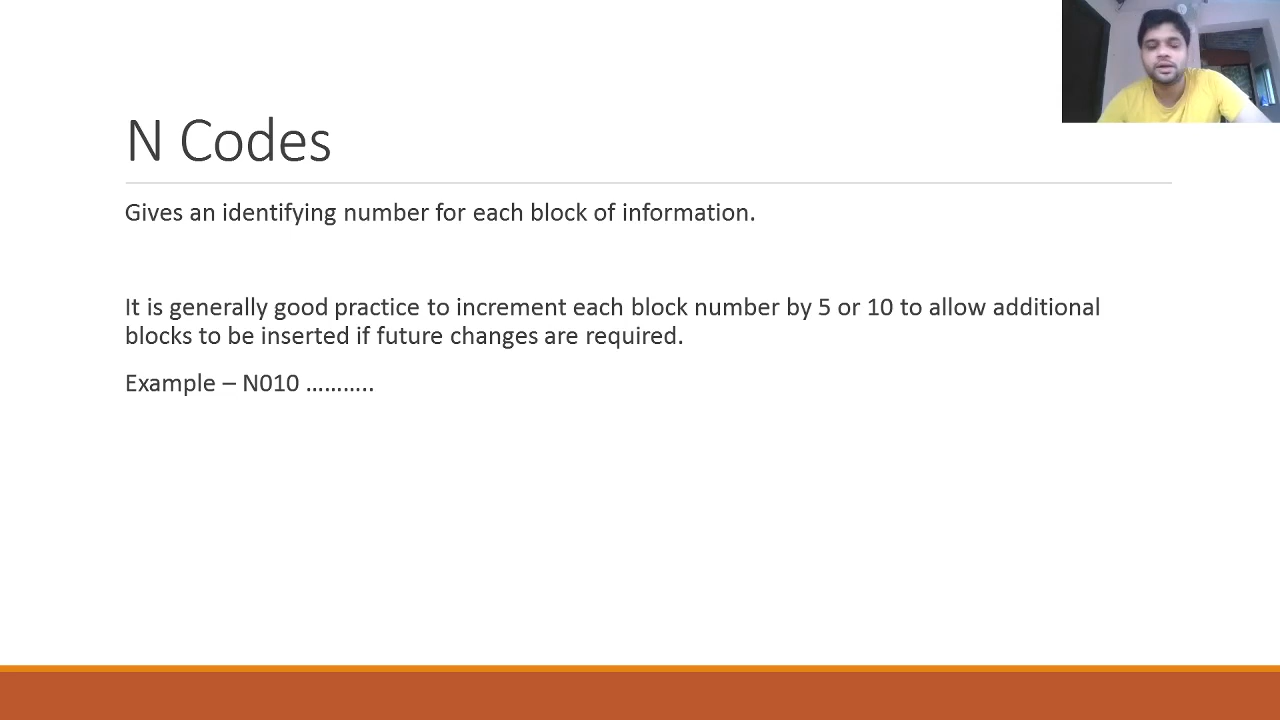 N Codes
Gives an identifying number for each block of information.
It is generally good practice to increment each block number by 5 or 10 to allow additional
blocks to be inserted if future changes are required.
Example – N010 ………..